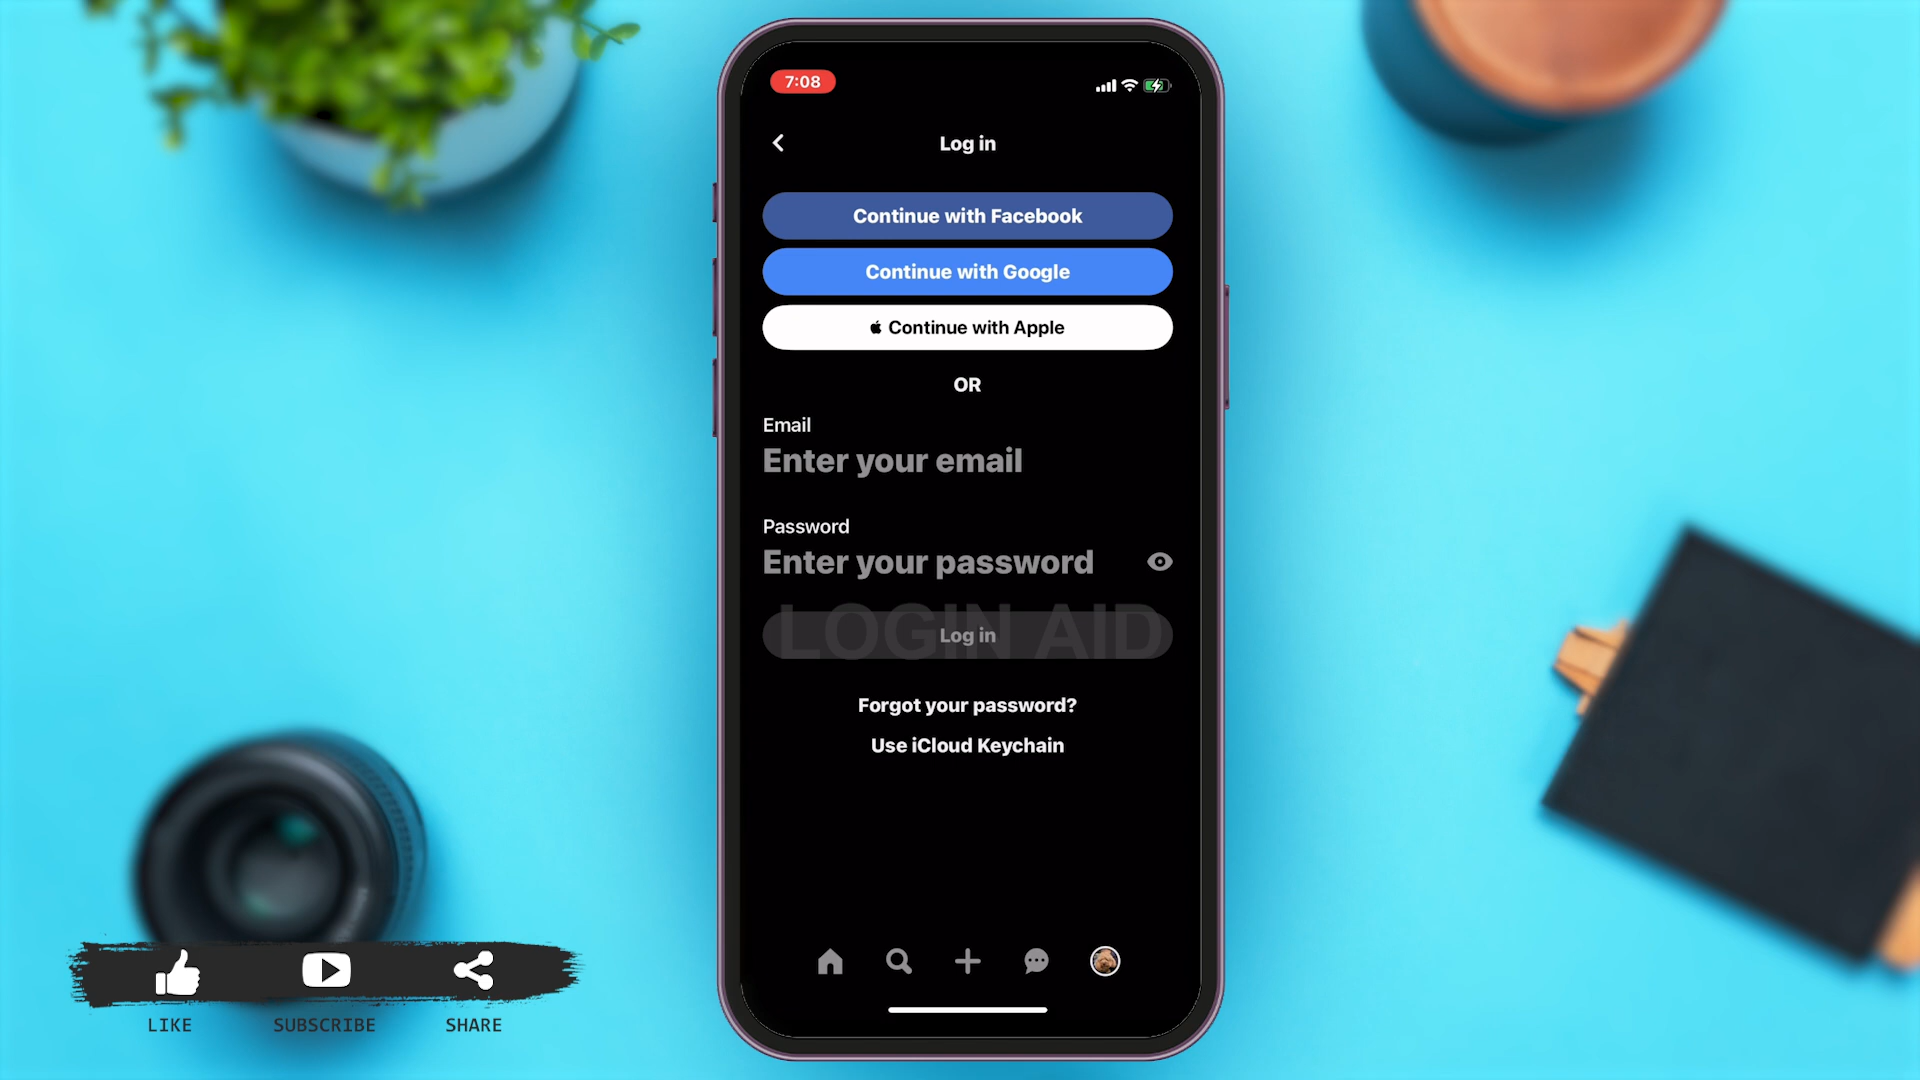 7:08
Log in
Continue with Facebook
Continue with Google
Continue with Apple
OR
Email
Enter your email
Password
Enter your password
LOGIN AID
Log in
Forgot your password?
Use iCloud Keychain
LIKE
SUBSCRIBE
SHARE